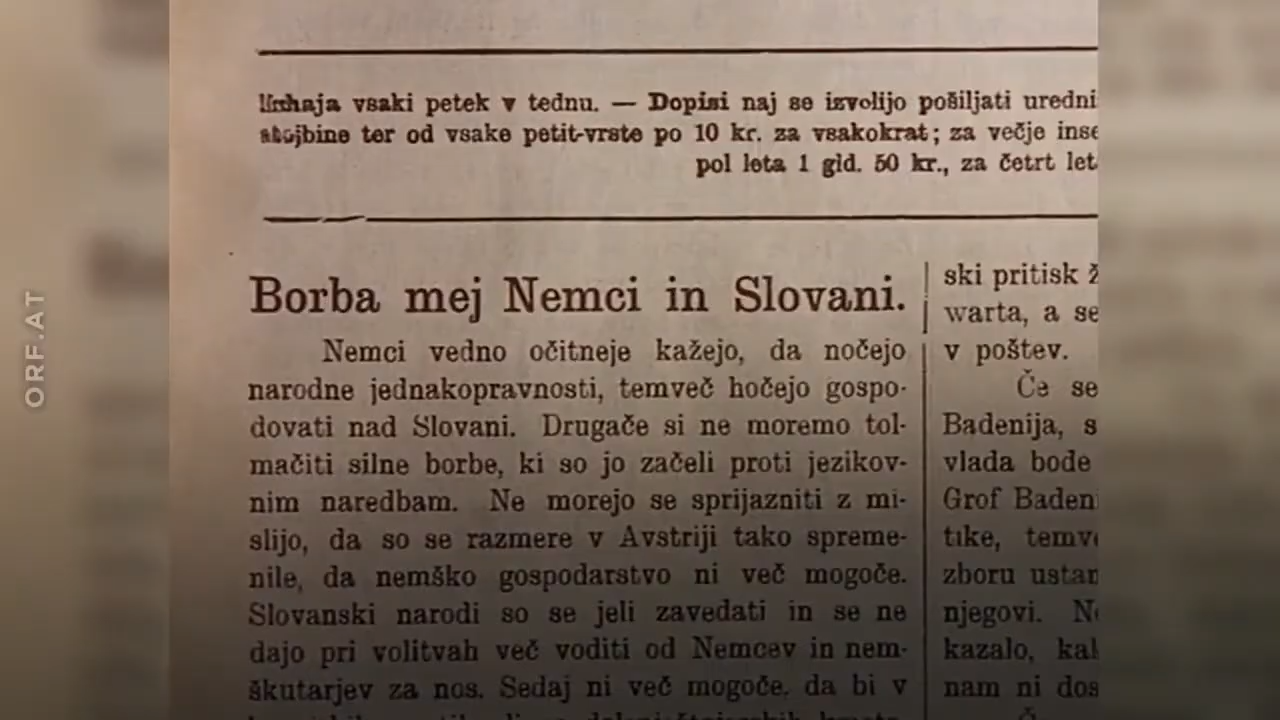 ORF.AT
Izhaja vsaki petek v tednu. — Dopisi naj se izvolijo pošiljati uredni
stojbine ter od vsake petit-vrste po 10 kr. za vsakokrat; za večje inse
pol leta 1 gld. 50 kr., za četrt let
Borba mej Nemci in Slovani.
Nemci vedno očitneje kažejo, da nočejo
narodne jednakopravnosti, temveč hočejo gospo-
dovati nad Slovani. Drugače si ne moremo tol-
mačiti silne borbe, ki so jo začeli proti jezikov-
nim naredbam. Ne morejo se sprijazniti z mi-
slijo, da so se razmere v Avstriji tako spreme-
nile, da nemško gospodarstvo ni več mogoče.
Slovanski narodi so se jeli zavedati in se ne
dajo pri volitvah več voditi od Nemcev in nem-
škutarjev za nos. Sedaj ni več mogoče, da bi v
ski pritisk ž
warta, a se
v poštev.
Če se
Badenija, s
vlada bode
Grof Badeni
tike, temve
zboru ustan
njegovi. Ne
kazalo, kak
nam ni dos